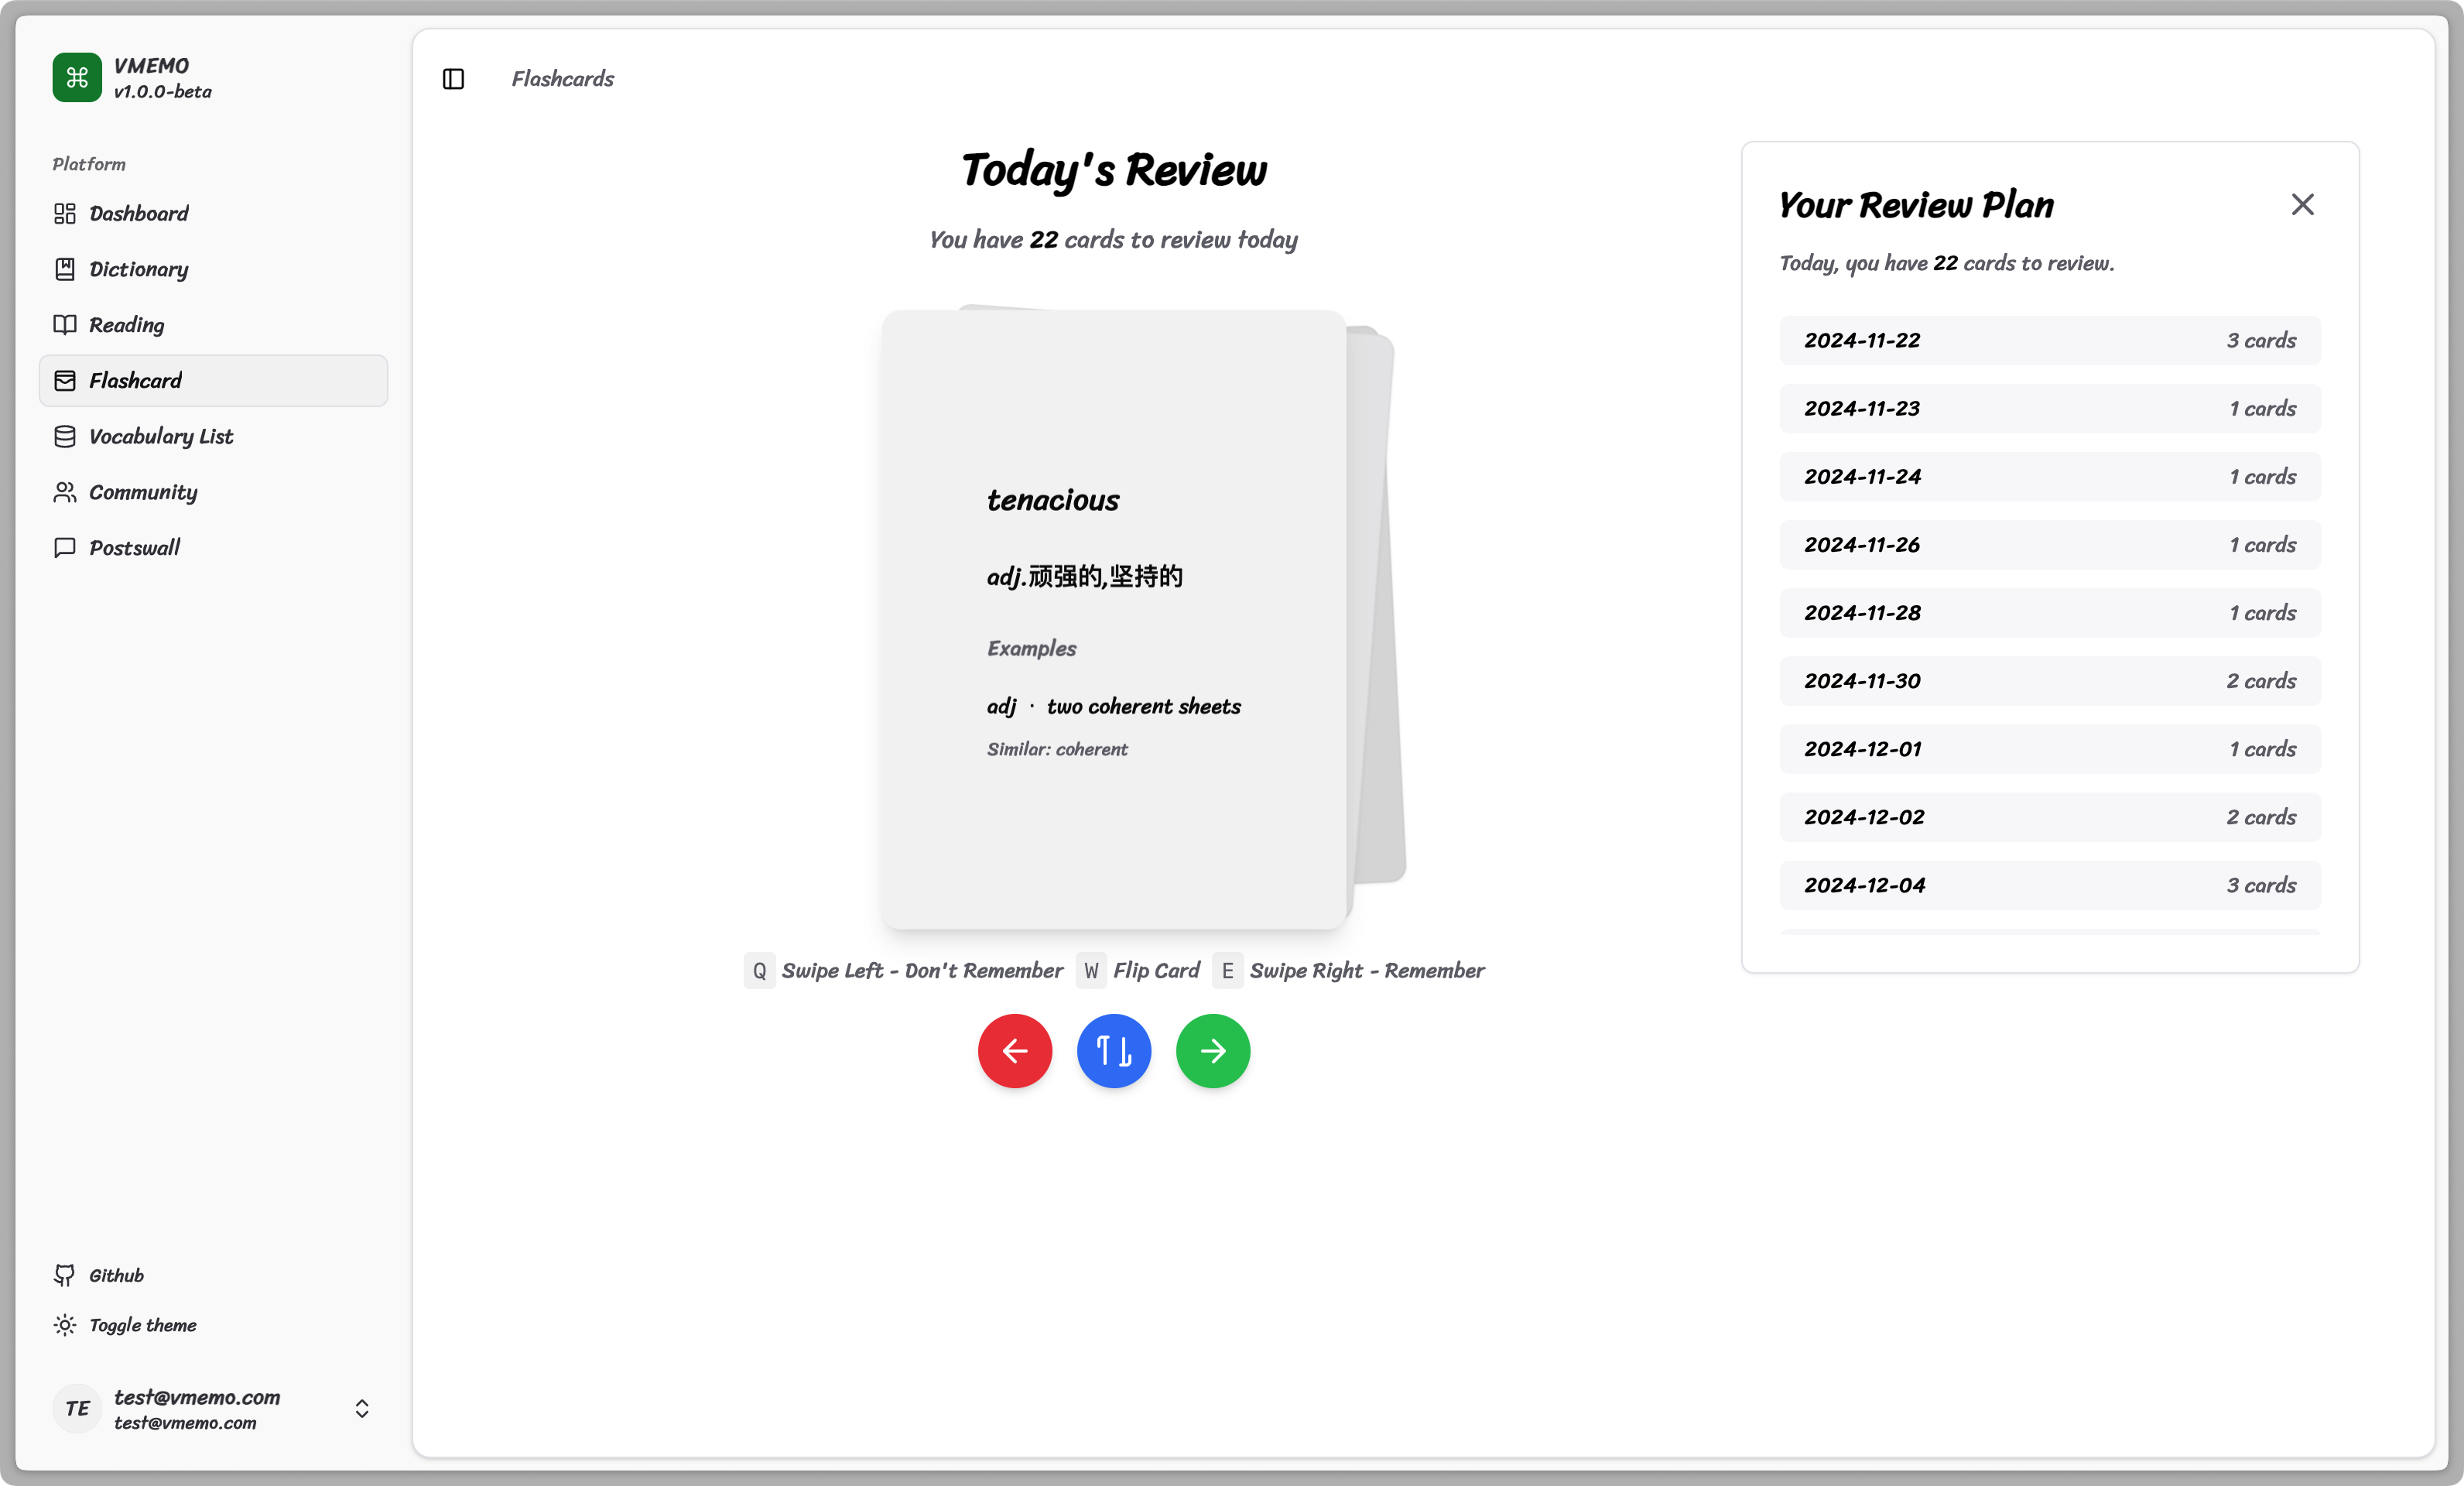 VMEMO
v1.0.0-beta
Platform
Dashboard
Dictionary
Reading
Flashcard
Vocabulary List
Community
Postswall
Github
Toggle theme
TE
test@vmemo.com
test@vmemo.com
Flashcards
Today's Review
You have 22 cards to review today
tenacious
adj.顽强的,坚持的
Examples
adj · two coherent sheets
Similar: coherent
Q Swipe Left - Don't Remember W Flip Card E Swipe Right - Remember
Your Review Plan
Today, you have 22 cards to review.
2024-11-22 3 cards
2024-11-23 1 cards
2024-11-24 1 cards
2024-11-26 1 cards
2024-11-28 1 cards
2024-11-30 2 cards
2024-12-01 1 cards
2024-12-02 2 cards
2024-12-04 3 cards